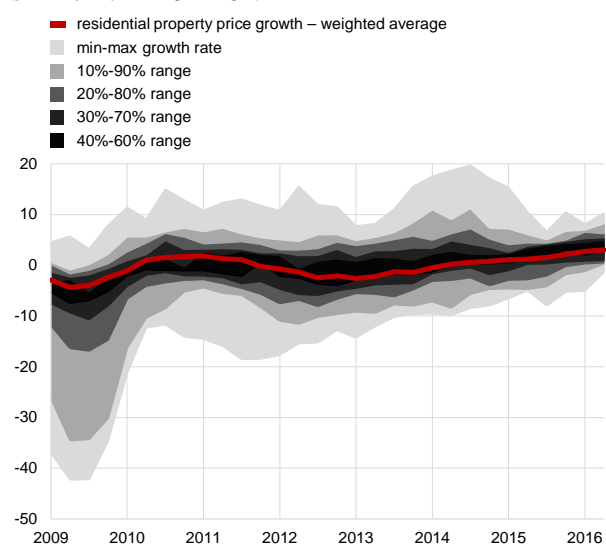 residential property price growth – weighted average
min-max growth rate
10%-90% range
20%-80% range
30%-70% range
40%-60% range
20
10
0
-10
-20
-30
-40
-50
2009 2010 2011 2012 2013 2014 2015 2016